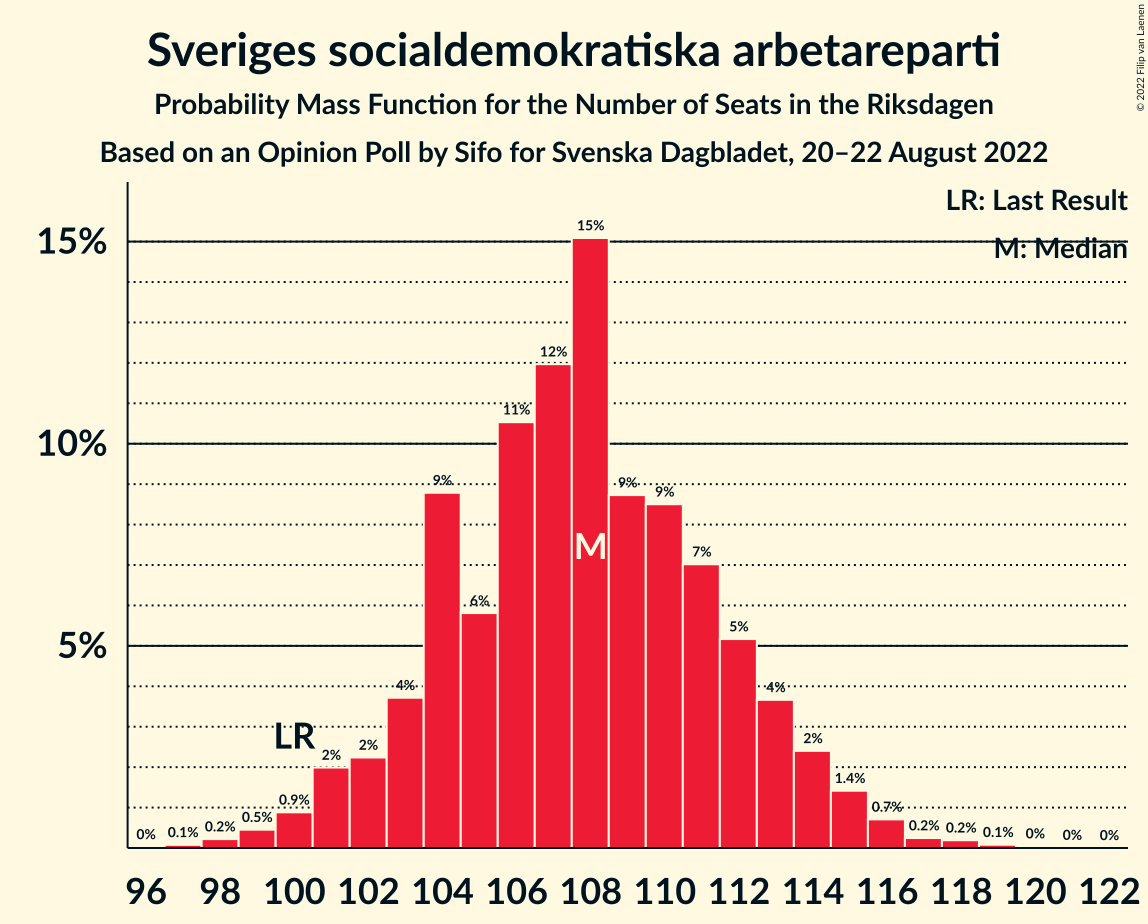 © 2022 Filip van Laenen
Sveriges socialdemokratiska arbetareparti
Probability Mass Function for the Number of Seats in the Riksdagen
Based on an Opinion Poll by Sifo for Svenska Dagbladet, 20–22 August 2022
LR: Last Result
M: Median
15%
10%
5%
0% 0.1% 0.2% 0.5% 0.9% 2% 2% 4% 9% 6% 11% 12% 15% 9% 9% 7% 5% 4% 2% 1.4% 0.7% 0.2% 0.2% 0.1% 0% 0% 0%
LR
M
96 98 100 102 104 106 108 110 112 114 116 118 120 122